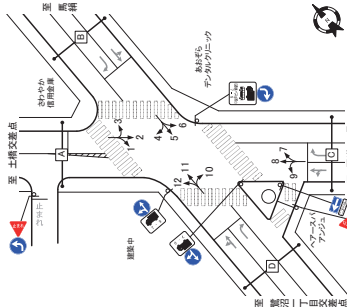 至 馬絹
B
さわやか
信用金庫
至 土橋交差点
A
止まれ
あおぞら
デンタルクリニック
1
2
3
4
5
6
7
8
9
10
11
12
建築中
C
D
ヘアースパ
アンジュ
至 鷺沼二丁目交差点